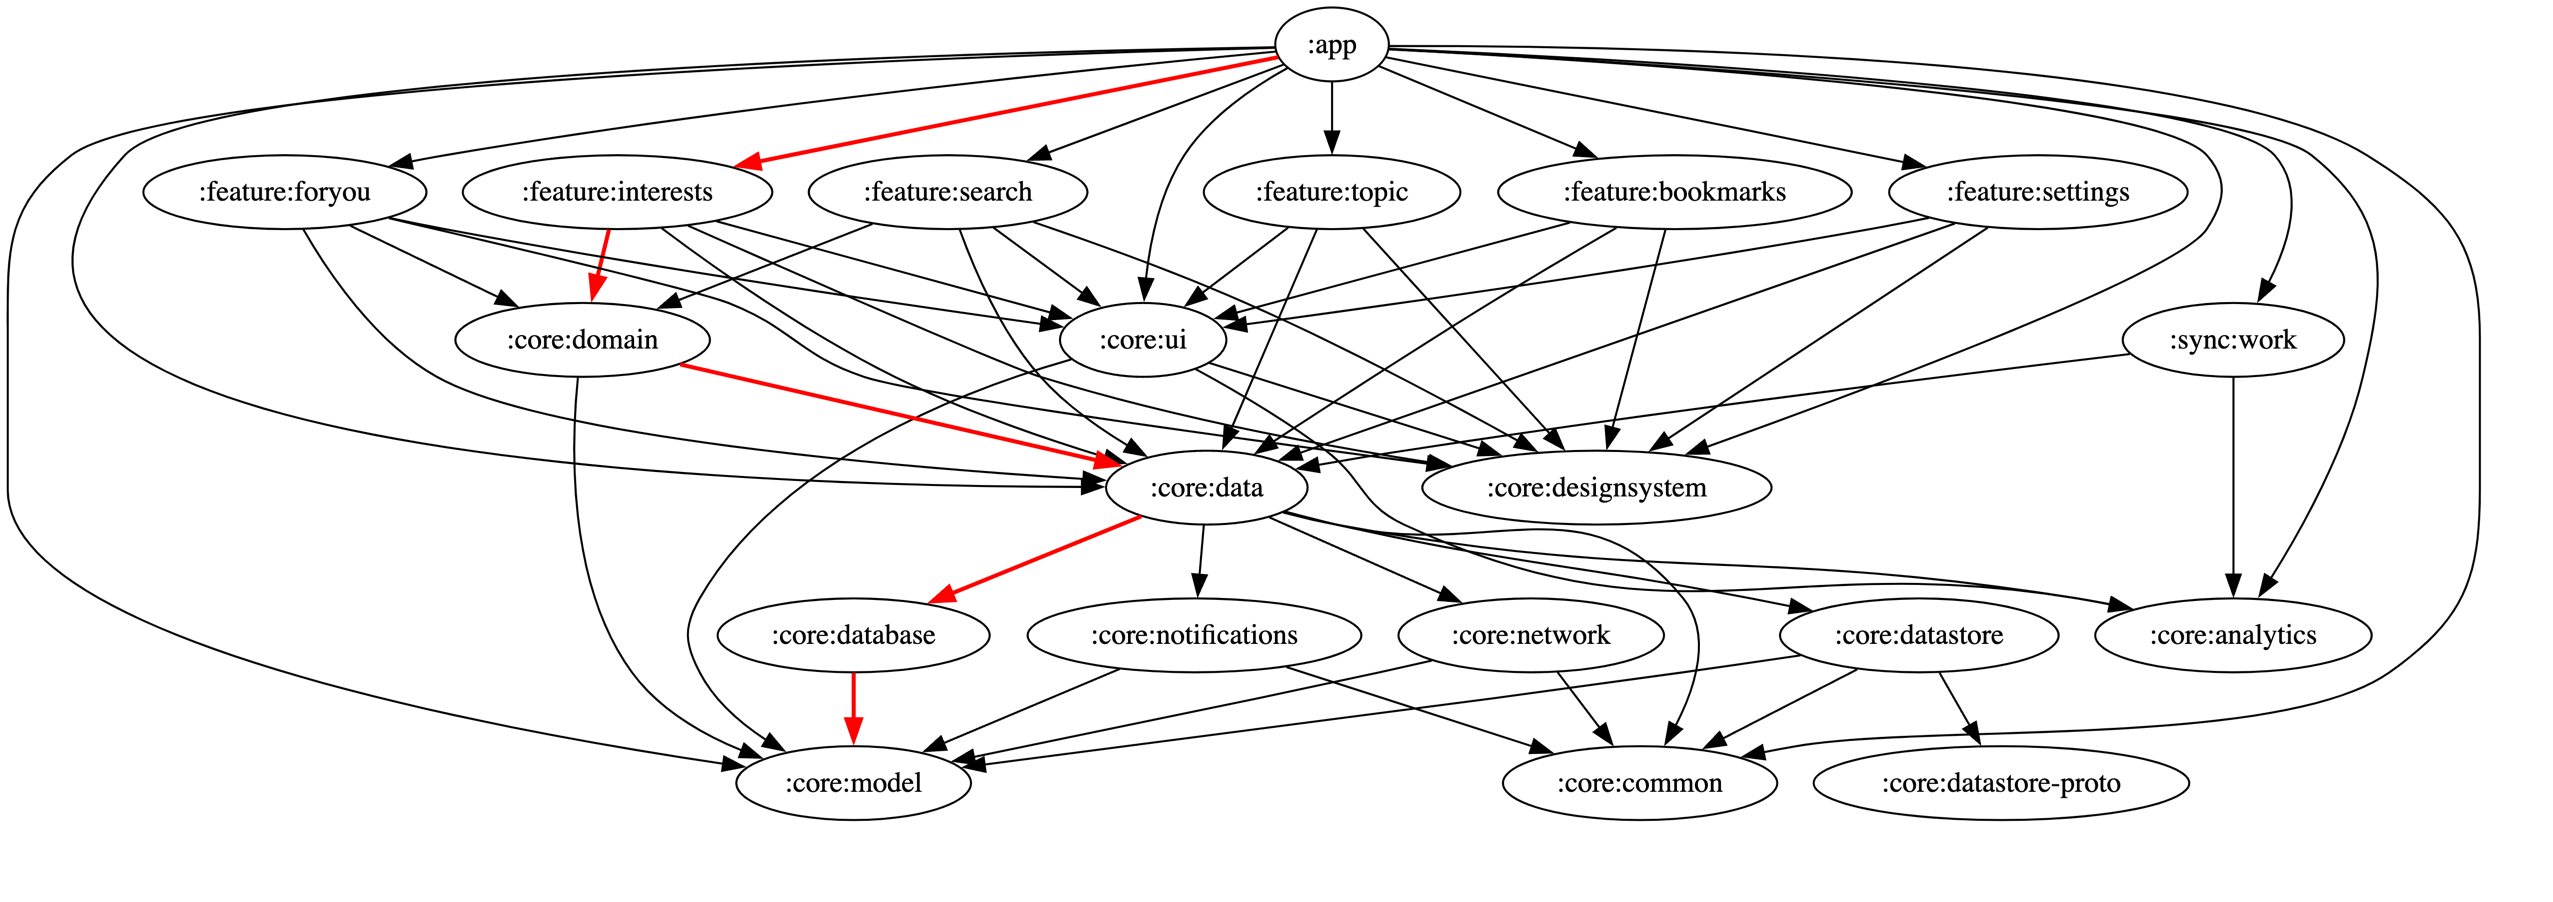 :app
:feature:foryou
:feature:interests
:feature:search
:feature:topic
:feature:bookmarks
:feature:settings
:core:domain
:core:ui
:sync:work
:core:data
:core:designsystem
:core:database
:core:notifications
:core:network
:core:datastore
:core:analytics
:core:model
:core:common
:core:datastore-proto